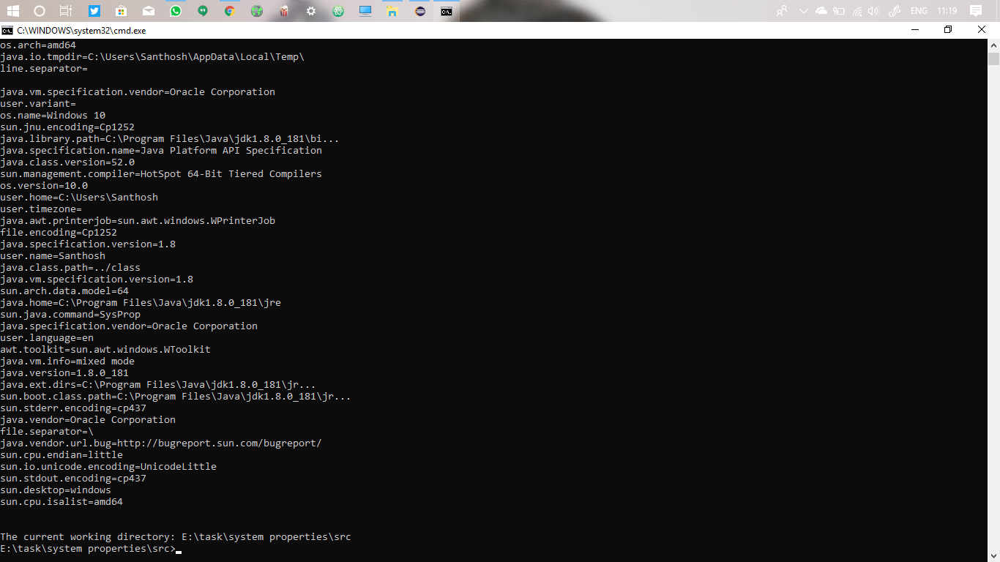 ENG 11:19
C:\WINDOWS\system32\cmd.exe
os.arch=amd64
java.io.tmpdir=C:\Users\Santhosh\AppData\Local\Temp\
line.separator=
java.vm.specification.vendor=Oracle Corporation
user.variant=
os.name=Windows 10
sun.jnu.encoding=Cp1252
java.library.path=C:\Program Files\Java\jdk1.8.0_181\bi...
java.specification.name=Java Platform API Specification
java.class.version=52.0
sun.management.compiler=HotSpot 64-Bit Tiered Compilers
os.version=10.0
user.home=C:\Users\Santhosh
user.timezone=
java.awt.printerjob=sun.awt.windows.WPrinterJob
file.encoding=Cp1252
java.specification.version=1.8
user.name=Santhosh
java.class.path=../class
java.vm.specification.version=1.8
sun.arch.data.model=64
java.home=C:\Program Files\Java\jdk1.8.0_181\jre
sun.java.command=SysProp
java.specification.vendor=Oracle Corporation
user.language=en
awt.toolkit=sun.awt.windows.WToolkit
java.vm.info=mixed mode
java.version=1.8.0_181
java.ext.dirs=C:\Program Files\Java\jdk1.8.0_181\jr...
sun.boot.class.path=C:\Program Files\Java\jdk1.8.0_181\jr...
sun.stderr.encoding=cp437
java.vendor=Oracle Corporation
file.separator=\
java.vendor.url.bug=http://bugreport.sun.com/bugreport/
sun.cpu.endian=little
sun.io.unicode.encoding=UnicodeLittle
sun.stdout.encoding=cp437
sun.desktop=windows
sun.cpu.isalist=amd64
The current working directory: E:\task\system properties\src
E:\task\system properties\src>